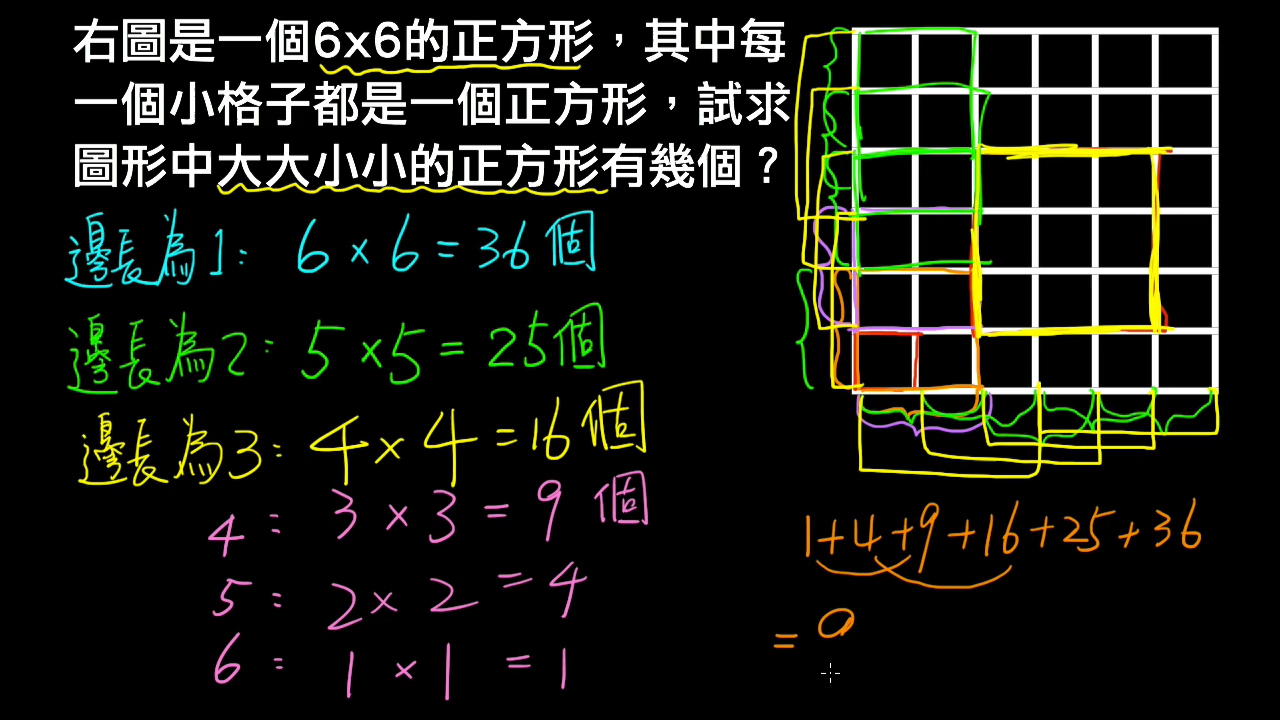 右圖是一個6x6的正方形，其中每
一個小格子都是一個正方形，試求
圖形中大大小小的正方形有幾個？
邊長為1: 6×6=36個
邊長為2: 5×5=25個
邊長為3: 4×4=16個
4: 3×3=9個
5: 2×2=4
6: 1×1=1
1+4+9+16+25+36
=